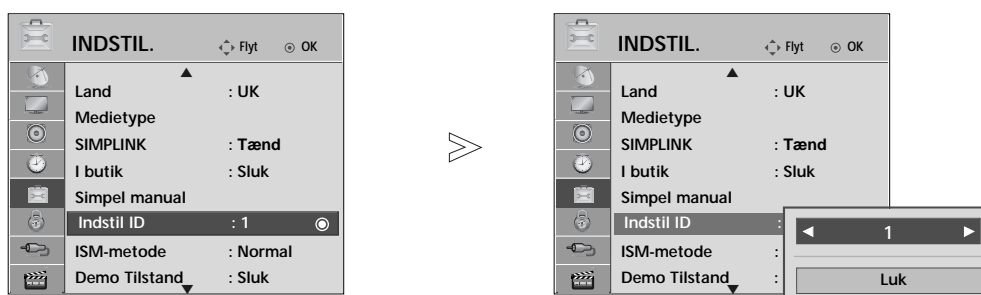 INDSTIL. Flyt OK
Land : UK
Medietype
SIMPLINK : Tænd
I butik : Sluk
Simpel manual
Indstil ID : 1
ISM-metode : Normal
Demo Tilstand : Sluk
INDSTIL. Flyt OK
Land : UK
Medietype
SIMPLINK : Tænd
I butik : Sluk
Simpel manual
Indstil ID :
ISM-metode :
Demo Tilstand :
1
Luk